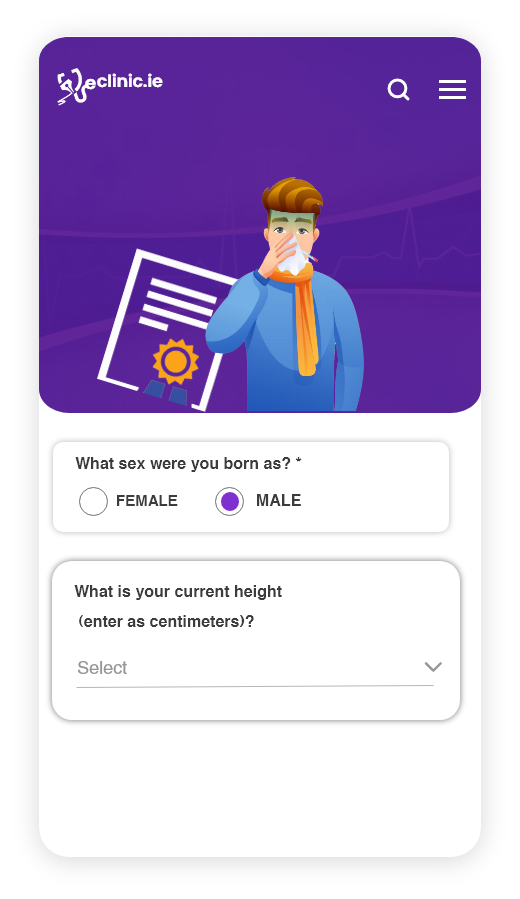 eclinic.ie
What sex were you born as? *
FEMALE MALE
What is your current height
(enter as centimeters)?
Select